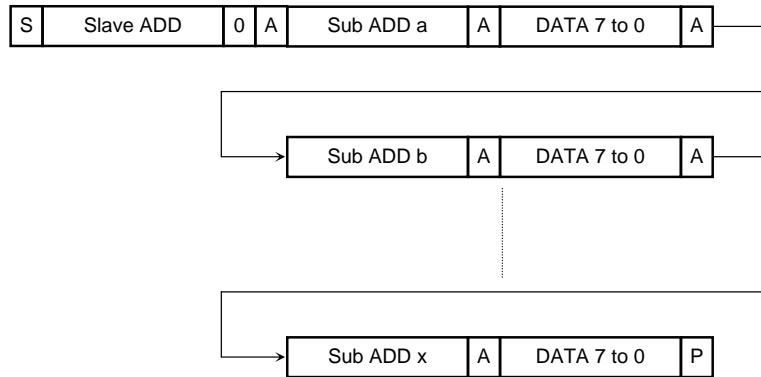 S Slave ADD 0 A Sub ADD a A DATA 7 to 0 A
Sub ADD b A DATA 7 to 0 A
Sub ADD x A DATA 7 to 0 P